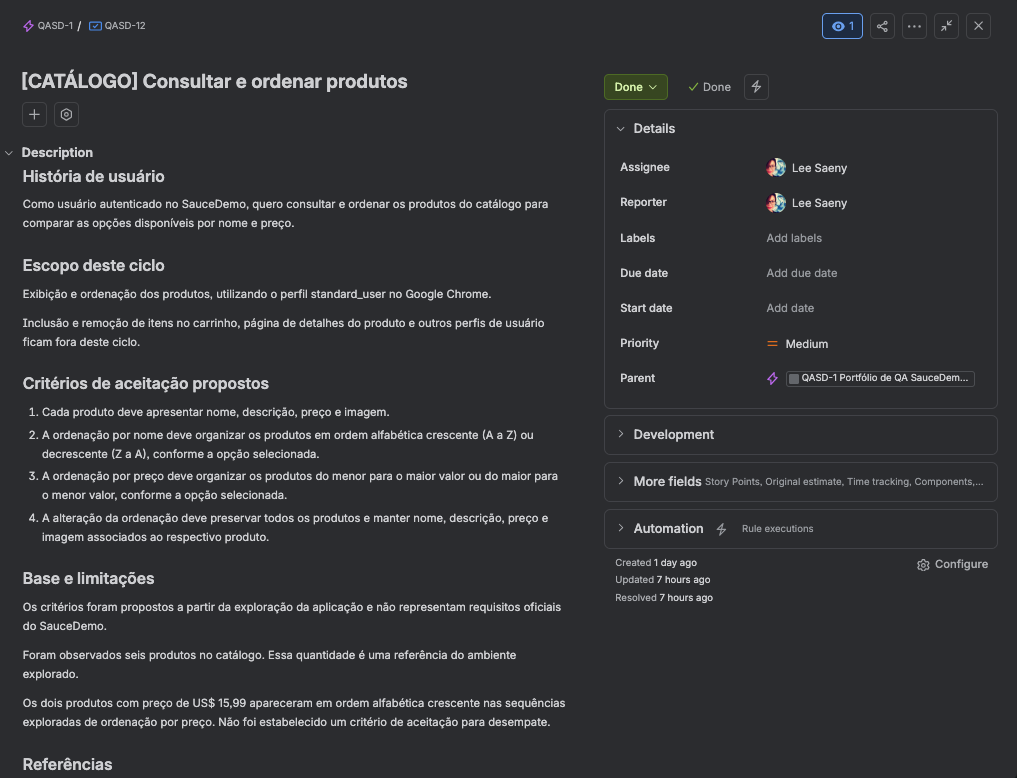 QASD-1 / QASD-12
1
[CATÁLOGO] Consultar e ordenar produtos
Description
História de usuário
Como usuário autenticado no SauceDemo, quero consultar e ordenar os produtos do catálogo para
comparar as opções disponíveis por nome e preço.
Escopo deste ciclo
Exibição e ordenação dos produtos, utilizando o perfil standard_user no Google Chrome.
Inclusão e remoção de itens no carrinho, página de detalhes do produto e outros perfis de usuário
ficam fora deste ciclo.
Critérios de aceitação propostos
1. Cada produto deve apresentar nome, descrição, preço e imagem.
2. A ordenação por nome deve organizar os produtos em ordem alfabética crescente (A a Z) ou
decrescente (Z a A), conforme a opção selecionada.
3. A ordenação por preço deve organizar os produtos do menor para o maior valor ou do maior para
o menor valor, conforme a opção selecionada.
4. A alteração da ordenação deve preservar todos os produtos e manter nome, descrição, preço e
imagem associados ao respectivo produto.
Base e limitações
Os critérios foram propostos a partir da exploração da aplicação e não representam requisitos oficiais
do SauceDemo.
Foram observados seis produtos no catálogo. Essa quantidade é uma referência do ambiente
explorado.
Os dois produtos com preço de US$ 15,99 apareceram em ordem alfabética crescente nas sequências
exploradas de ordenação por preço. Não foi estabelecido um critério de aceitação para desempate.
Referências
Done
Done
Details
Assignee Lee Saeny
Reporter Lee Saeny
Labels Add labels
Due date Add due date
Start date Add date
Priority Medium
Parent QASD-1 Portfólio de QA SauceDem...
Development
More fields Story Points, Original estimate, Time tracking, Components,...
Automation Rule executions
Created 1 day ago
Configure
Updated 7 hours ago
Resolved 7 hours ago